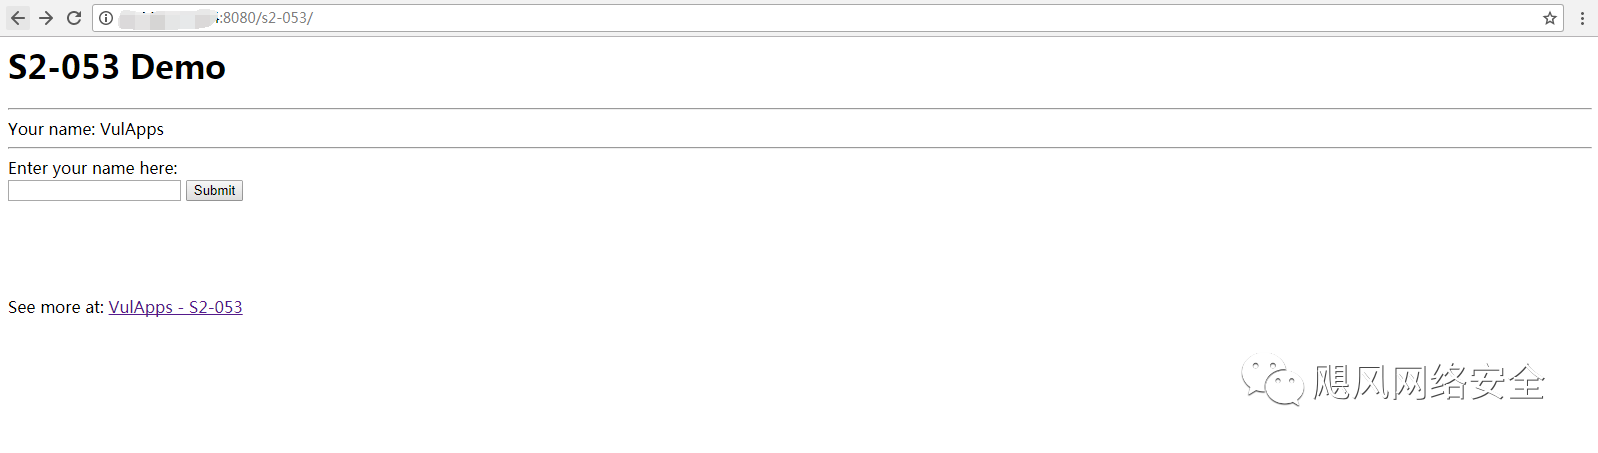 :8080/s2-053/
S2-053 Demo
Your name: VulApps
Enter your name here:
Submit
See more at: VulApps - S2-053
飓风网络安全